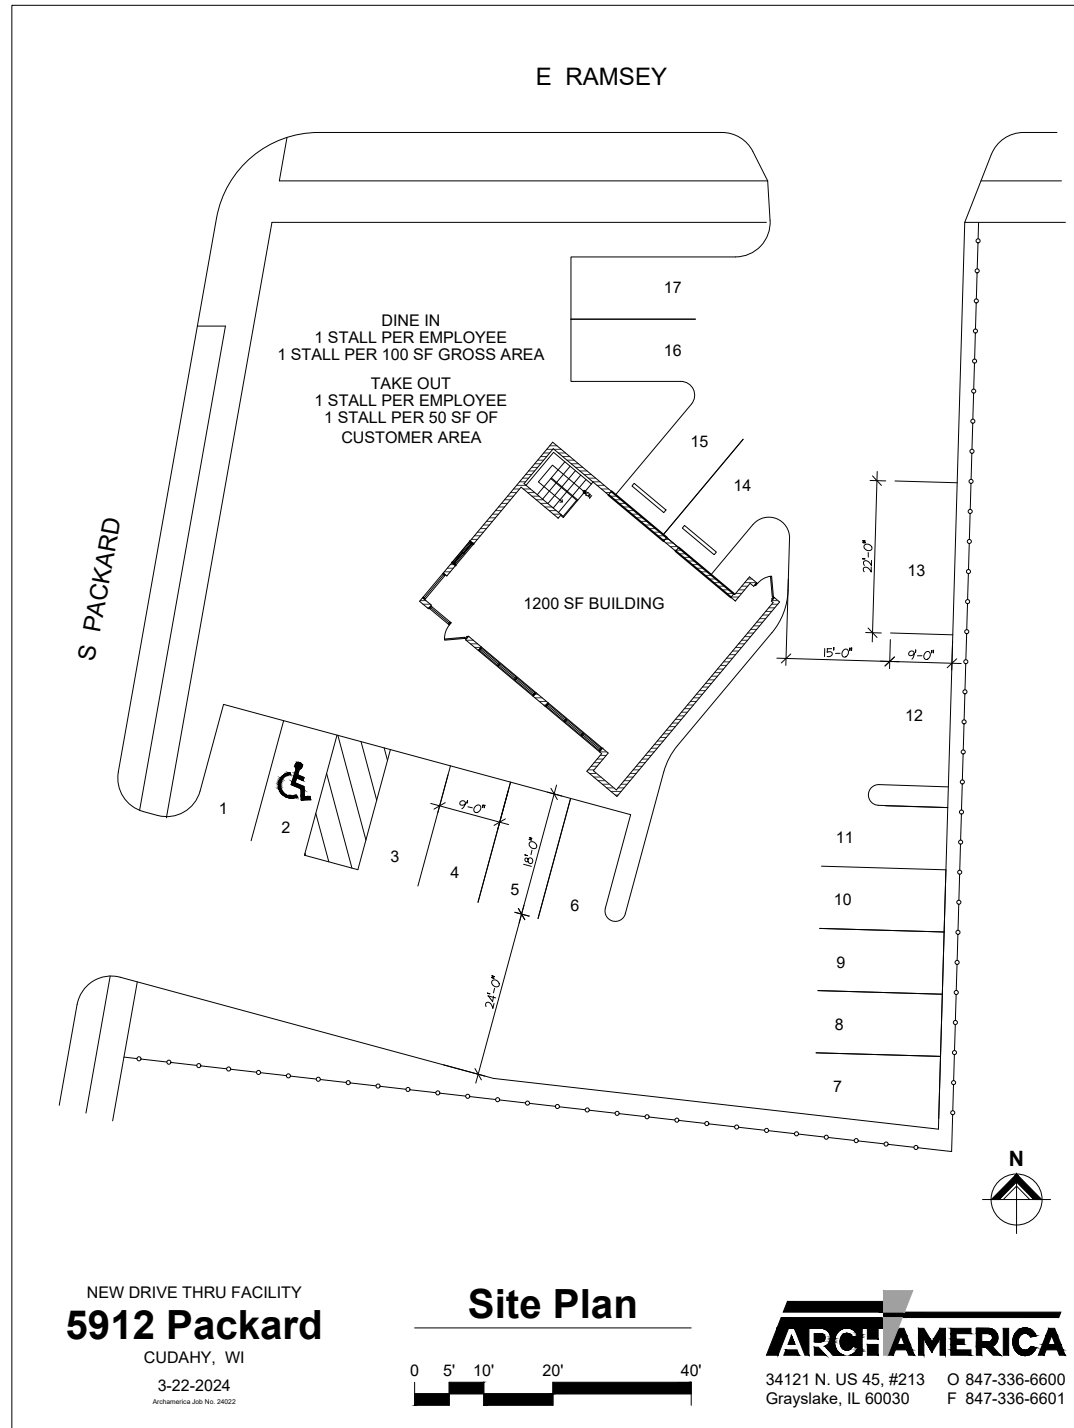 E RAMSEY
17
DINE IN
1 STALL PER EMPLOYEE
1 STALL PER 100 SF GROSS AREA
16
TAKE OUT
1 STALL PER EMPLOYEE
1 STALL PER 50 SF OF
CUSTOMER AREA
15
14
S PACKARD
22'-0"
13
1200 SF BUILDING
15'-0"
9'-0"
12
1
2
9'-0"
3
4
18'-0"
5
6
11
10
9
8
7
24'-0"
N
NEW DRIVE THRU FACILITY
5912 Packard
CUDAHY, WI
3-22-2024
Archamerica Job No. 24022
Site Plan
0 5' 10' 20' 40'
ARCHAMERICA
34121 N. US 45, #213 O 847-336-6600
Grayslake, IL 60030 F 847-336-6601